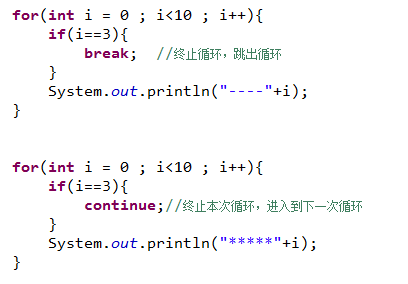 for(int i = 0 ; i<10 ; i++){
    if(i==3){
        break;  //终止循环，跳出循环
    }
    System.out.println("----"+i);
}
for(int i = 0 ; i<10 ; i++){
    if(i==3){
        continue;//终止本次循环，进入到下一次循环
    }
    System.out.println("*****"+i);
}